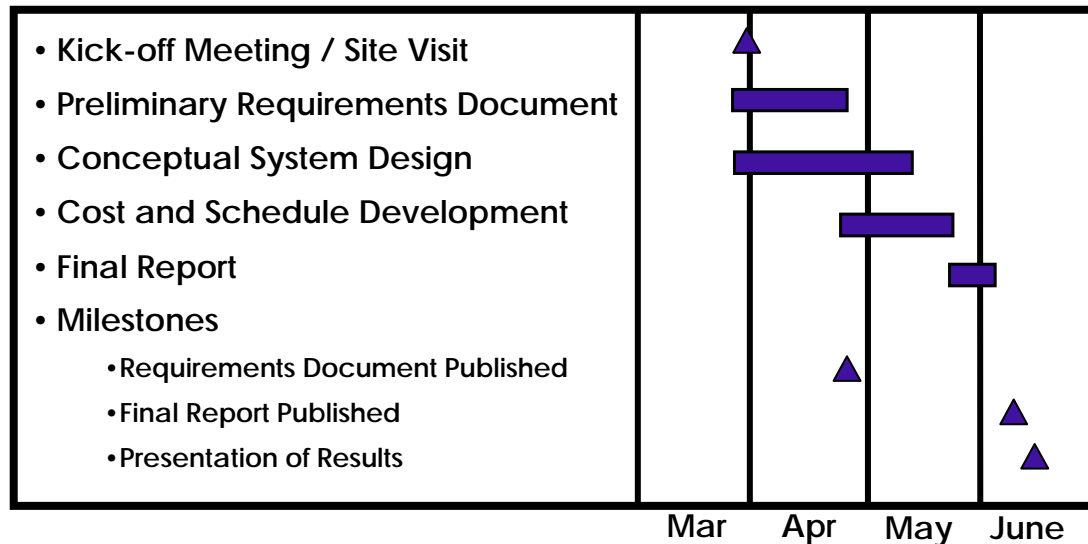 • Kick-off Meeting / Site Visit
• Preliminary Requirements Document
• Conceptual System Design
• Cost and Schedule Development
• Final Report
• Milestones
•Requirements Document Published
•Final Report Published
•Presentation of Results
Mar Apr May June